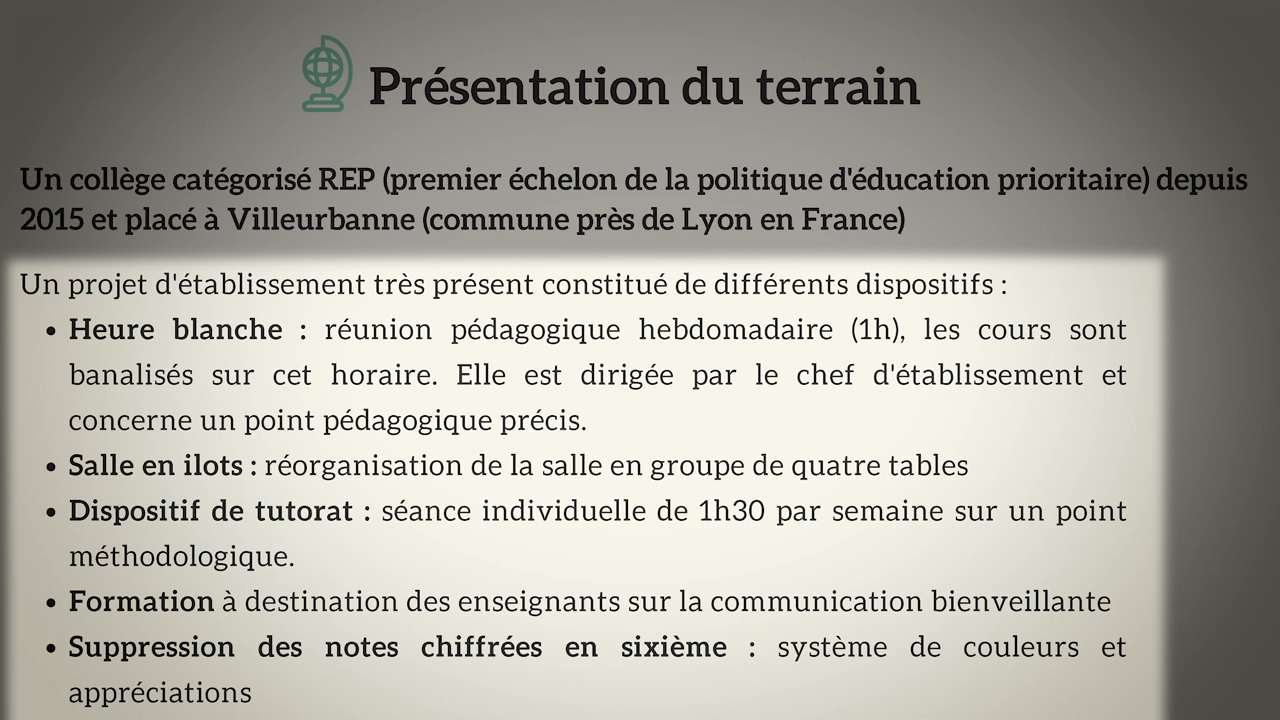 Présentation du terrain
Un collège catégorisé REP (premier échelon de la politique d'éducation prioritaire) depuis
2015 et placé à Villeurbanne (commune près de Lyon en France)
Un projet d'établissement très présent constitué de différents dispositifs :
• Heure blanche : réunion pédagogique hebdomadaire (1h), les cours sont
banalisés sur cet horaire. Elle est dirigée par le chef d'établissement et
concerne un point pédagogique précis.
• Salle en ilots : réorganisation de la salle en groupe de quatre tables
• Dispositif de tutorat : séance individuelle de 1h30 par semaine sur un point
méthodologique.
• Formation à destination des enseignants sur la communication bienveillante
• Suppression des notes chiffrées en sixième : système de couleurs et
appréciations